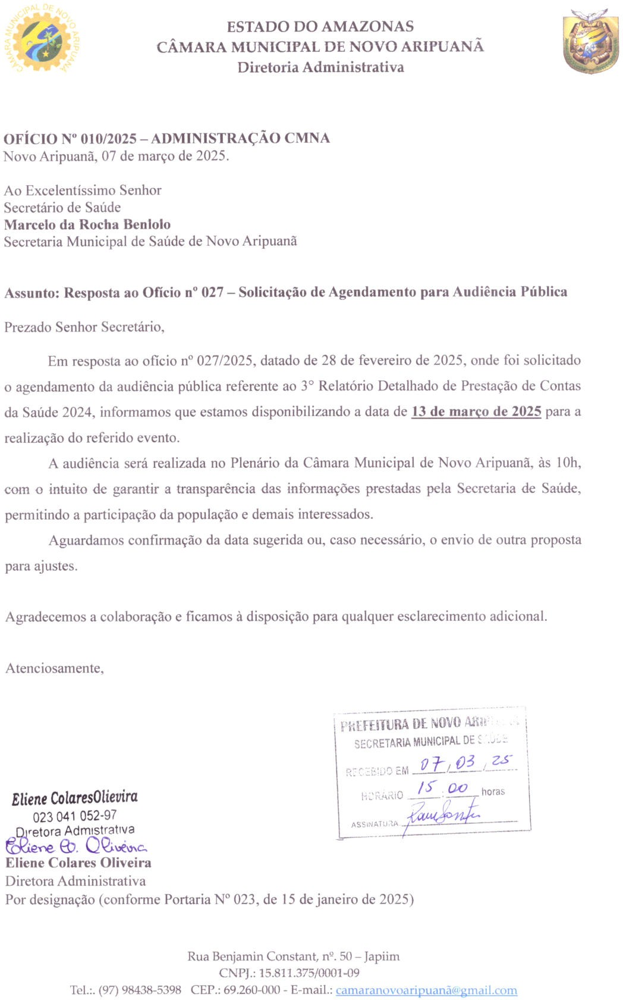 CÂMARA MUNICIPAL DE NOVO ARIPUANÃ
ESTADO DO AMAZONAS
CÂMARA MUNICIPAL DE NOVO ARIPUANÃ
Diretoria Administrativa
OFÍCIO Nº 010/2025 – ADMINISTRAÇÃO CMNA
Novo Aripuanã, 07 de março de 2025.
Ao Excelentíssimo Senhor
Secretário de Saúde
Marcelo da Rocha Benlolo
Secretaria Municipal de Saúde de Novo Aripuanã
Assunto: Resposta ao Ofício nº 027 – Solicitação de Agendamento para Audiência Pública
Prezado Senhor Secretário,
Em resposta ao ofício nº 027/2025, datado de 28 de fevereiro de 2025, onde foi solicitado
o agendamento da audiência pública referente ao 3° Relatório Detalhado de Prestação de Contas
da Saúde 2024, informamos que estamos disponibilizando a data de 13 de março de 2025 para a
realização do referido evento.
A audiência será realizada no Plenário da Câmara Municipal de Novo Aripuanã, às 10h,
com o intuito de garantir a transparência das informações prestadas pela Secretaria de Saúde,
permitindo a participação da população e demais interessados.
Aguardamos confirmação da data sugerida ou, caso necessário, o envio de outra proposta
para ajustes.
Agradecemos a colaboração e ficamos à disposição para qualquer esclarecimento adicional.
Atenciosamente,
PREFEITURA DE NOVO ARIPUANÃ
SECRETARIA MUNICIPAL DE SAÚDE
RECEBIDO EM 07/03/25
HORÁRIO 15:00 horas
ASSINATURA
Eliene ColaresOlievira
023 041 052-97
Diretora Admistrativa
Eliene Co. Oliveira
Eliene Colares Oliveira
Diretora Administrativa
Por designação (conforme Portaria Nº 023, de 15 de janeiro de 2025)
Rua Benjamin Constant, nº. 50 – Japiim
CNPJ.: 15.811.375/0001-09
Tel.:. (97) 98438-5398 CEP.: 69.260-000 - E-mail.: camaranovoaripuanã@gmail.com